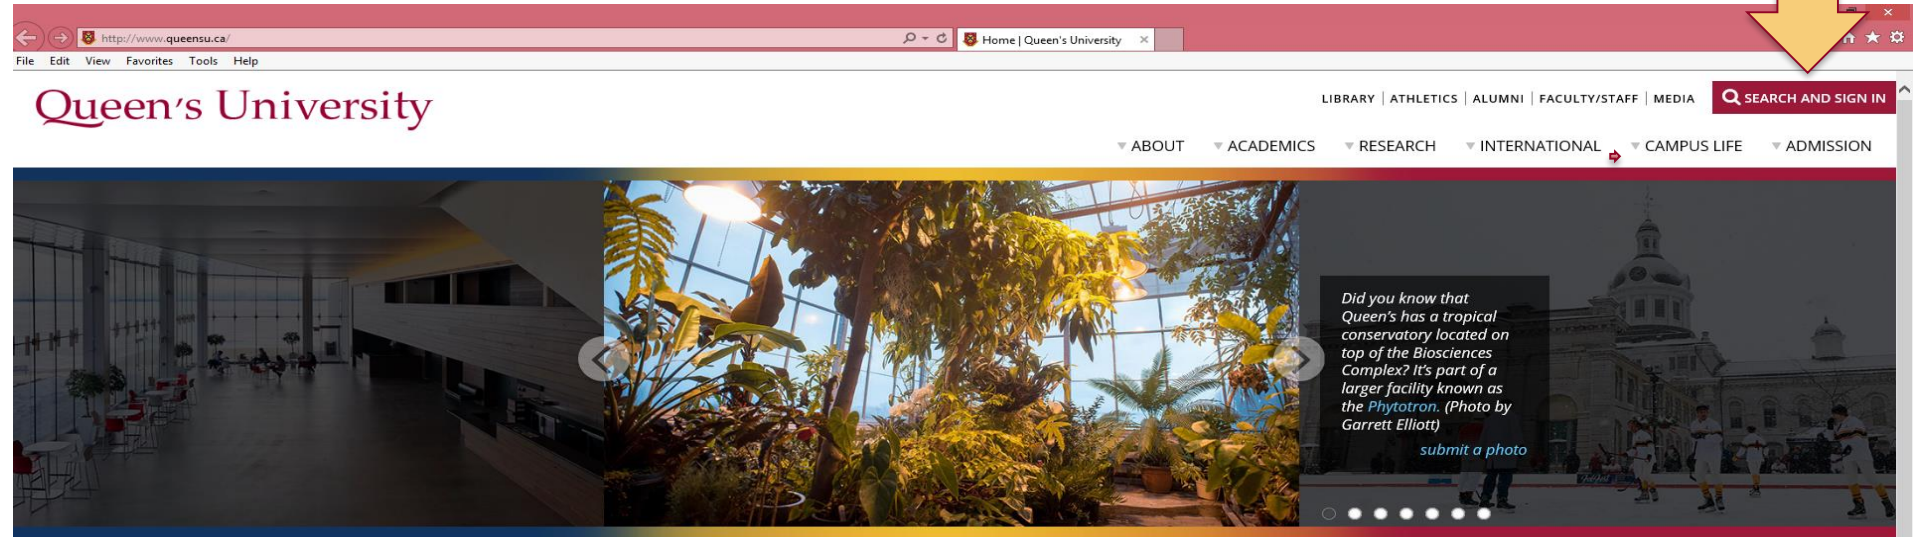 http://www.queensu.ca/
Home | Queen's University
File Edit View Favorites Tools Help
Queen's University
LIBRARY | ATHLETICS | ALUMNI | FACULTY/STAFF | MEDIA
SEARCH AND SIGN IN
ABOUT ACADEMICS RESEARCH INTERNATIONAL CAMPUS LIFE ADMISSION
Did you know that
Queen's has a tropical
conservatory located on
top of the Biosciences
Complex? It's part of a
larger facility known as
the Phytotron. (Photo by
Garrett Elliott)
submit a photo